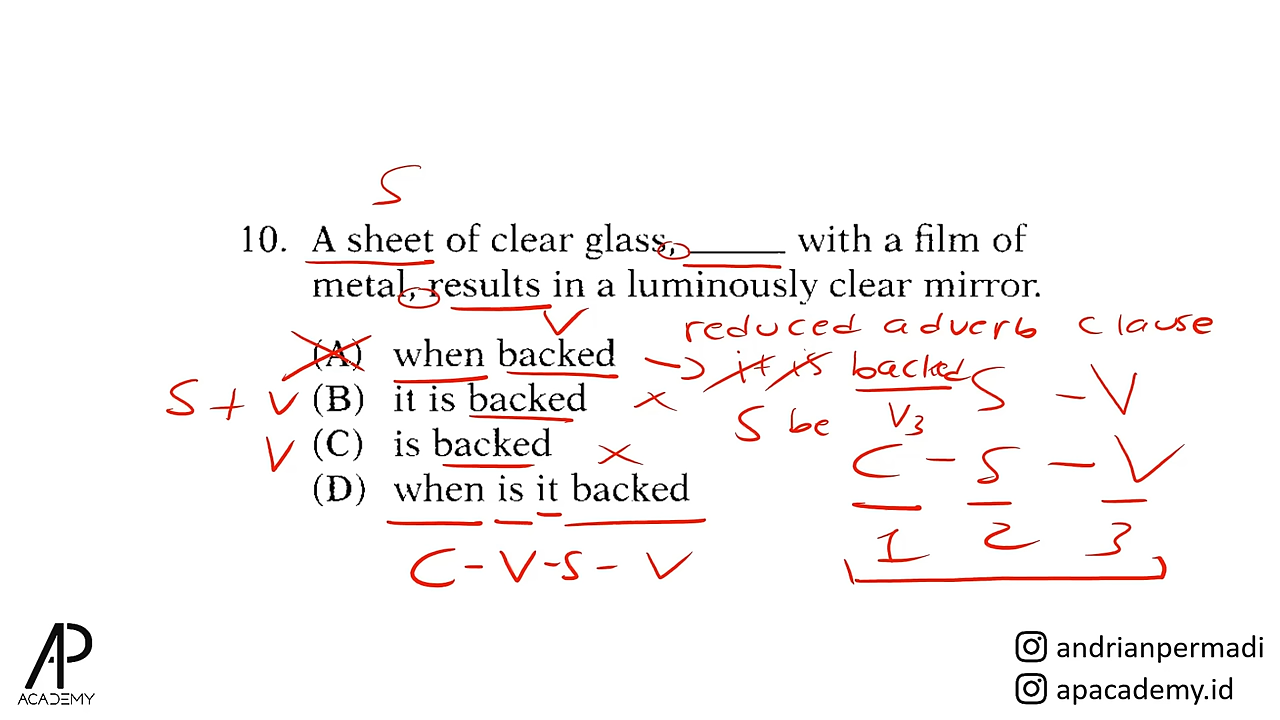 S
10. A sheet of clear glass, ______ with a film of
metal, results in a luminously clear mirror.
V
reduced adverb clause
(A) when backed → it is backed
S + V (B) it is backed x S be V3 S - V
V (C) is backed x C - S - V
(D) when is it backed 1 2 3
C - V - S - V
AP
ACADEMY
andrianpermadi
apacademy.id